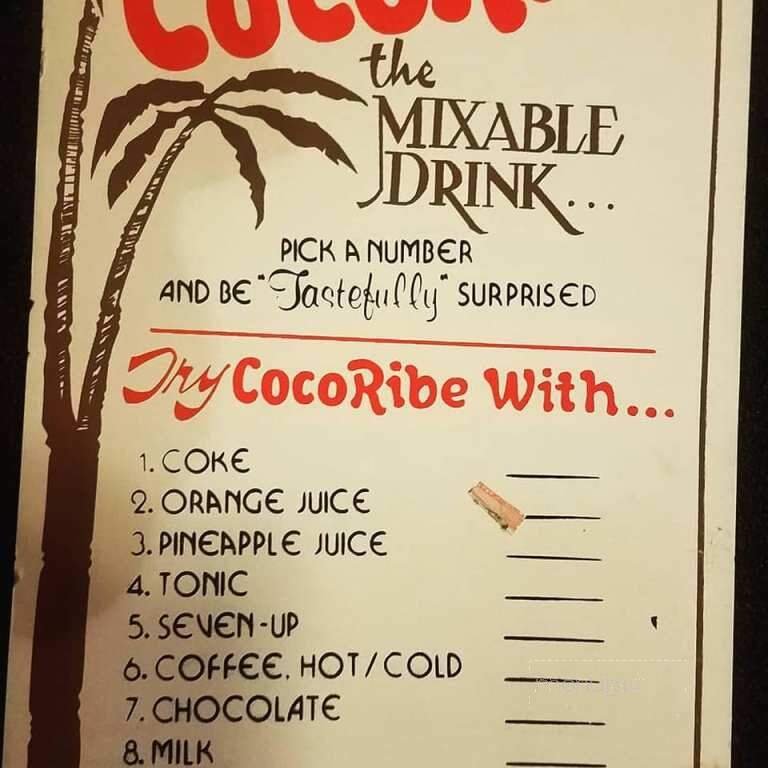 the
MIXABLE
DRINK...
PICK A NUMBER
AND BE "Tastefully" SURPRISED
Try CocoRibe With...
1. COKE
2. ORANGE JUICE
3. PINEAPPLE JUICE
4. TONIC
5. SEVEN-UP
6. COFFEE, HOT/COLD
7. CHOCOLATE
8. MILK